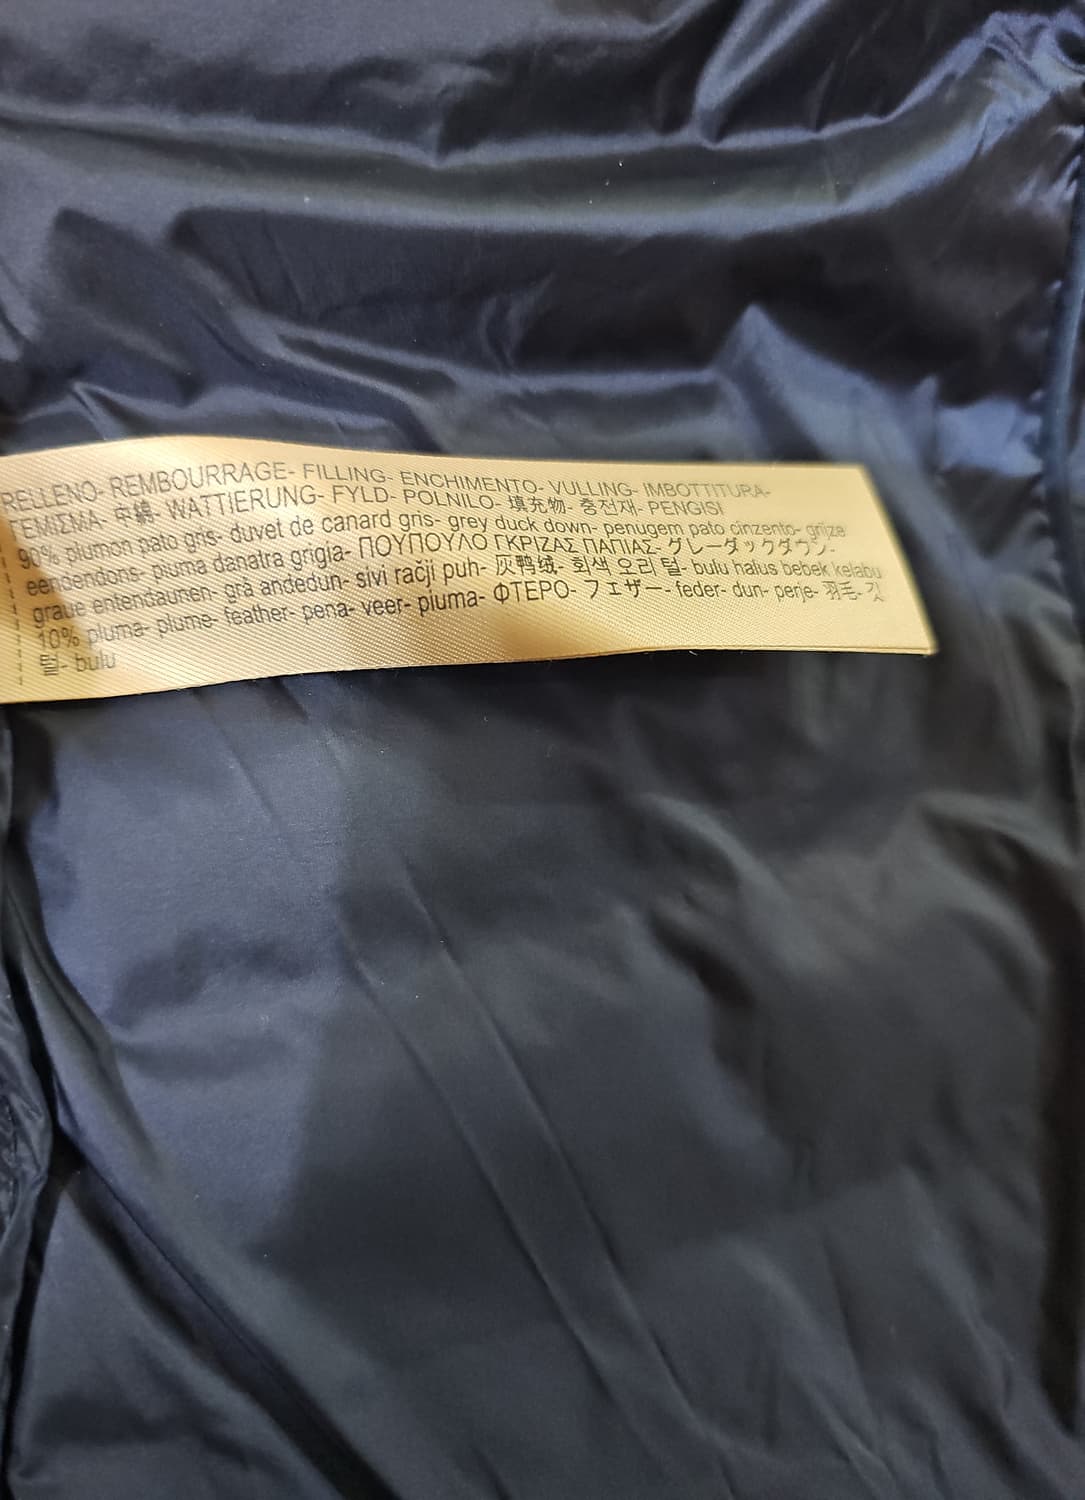 RELLENO- REMBOURRAGE- FILLING- ENCHIMENTO- VULLING- IMBOTTITURA-
ΓΕΜΙΣΜΑ- 中綿- WATTIERUNG- FYLD- POLNILO- 填充物- 충전재- PENGISI
90% plumon pato gris- duvet de canard gris- grey duck down- penugem pato cinzento- grijze
eendendons- piuma danatra grigia- ΠΟΥΠΟΥΛΟ ΓΚΡΙΖΑΣ ΠΑΠΙΑΣ- グレーダックダウン-
graue entendaunen- grå andedun- sivi račji puh- 灰鸭绒- 회색 오리 털- bulu halus bebek kelabu
10% pluma- plume- feather- pena- veer- piuma- ΦΤΕΡΟ- フェザー- feder- dun- perje- 羽毛- 깃
털- bulu